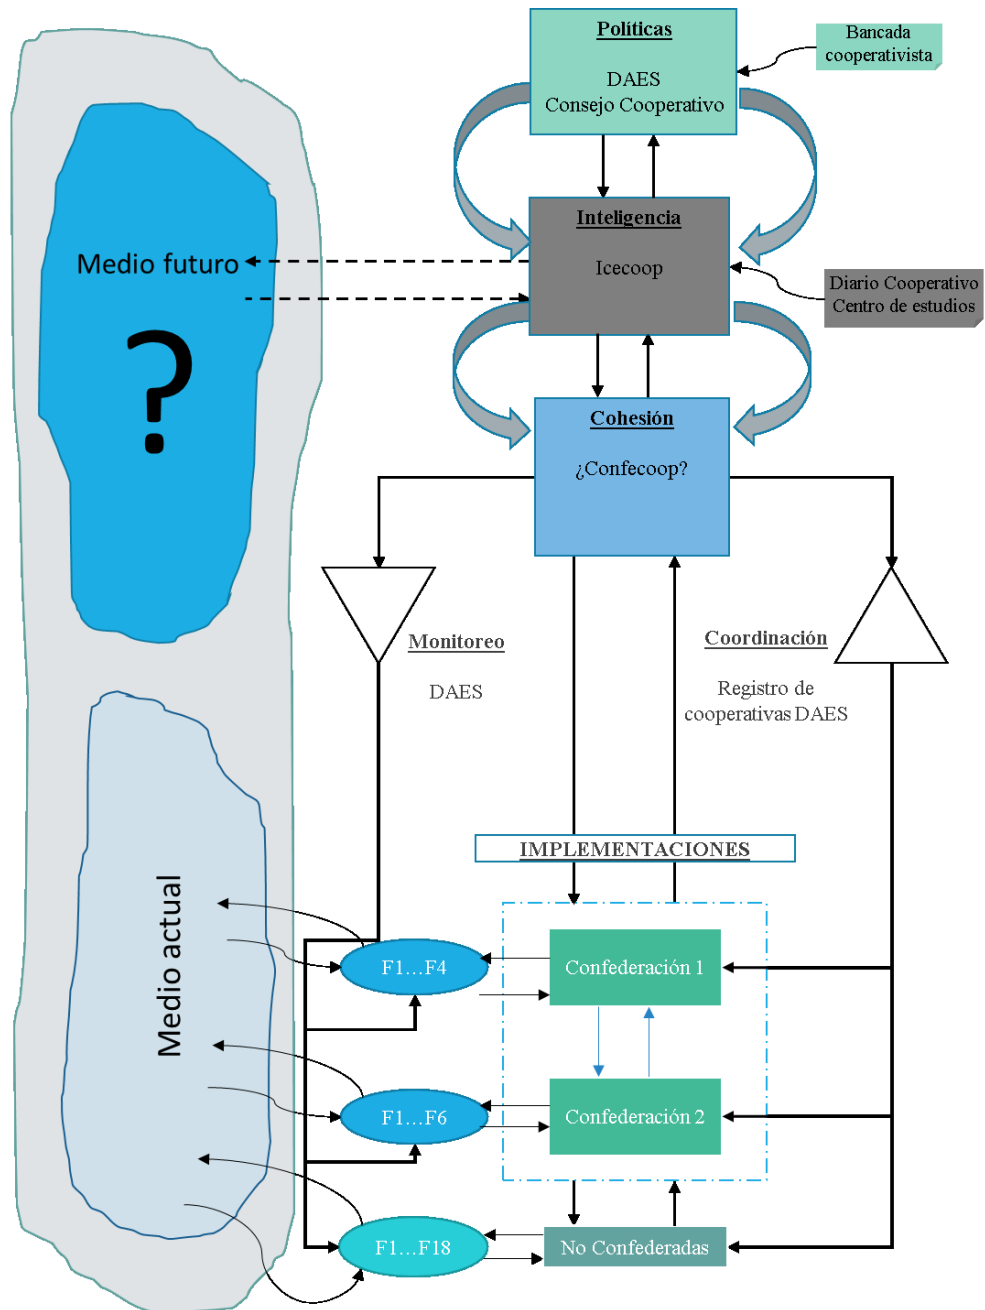 Políticas
DAES
Consejo Cooperativo
Bancada
cooperativista
Inteligencia
Icecoop
Diario Cooperativo
Centro de estudios
Medio futuro
?
Cohesión
¿Confecoop?
Monitoreo
DAES
Coordinación
Registro de
cooperativas DAES
IMPLEMENTACIONES
Medio actual
F1...F4
Confederación 1
F1...F6
Confederación 2
F1...F18
No Confederadas